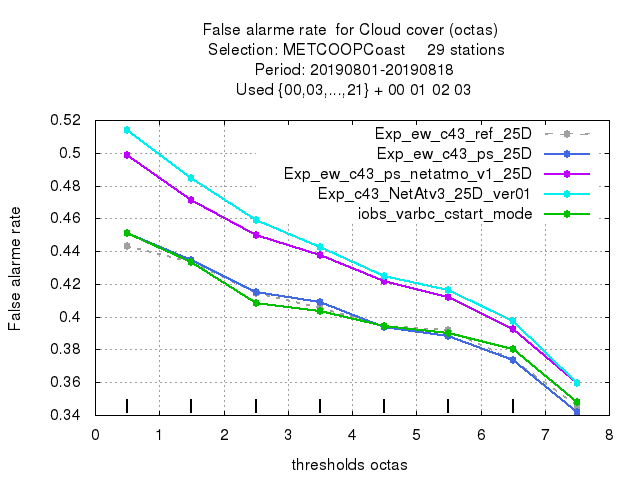 False alarme rate  for Cloud cover (octas)
Selection: METCOOPCoast     29 stations
Period: 20190801-20190818
Used {00,03,...,21} + 00 01 02 03
Exp_ew_c43_ref_25D
Exp_ew_c43_ps_25D
Exp_ew_c43_ps_netatmo_v1_25D
Exp_c43_NetAtv3_25D_ver01
iobs_varbc_cstart_mode
False alarme rate
0.52
0.5
0.48
0.46
0.44
0.42
0.4
0.38
0.36
0.34
0 1 2 3 4 5 6 7 8
thresholds octas